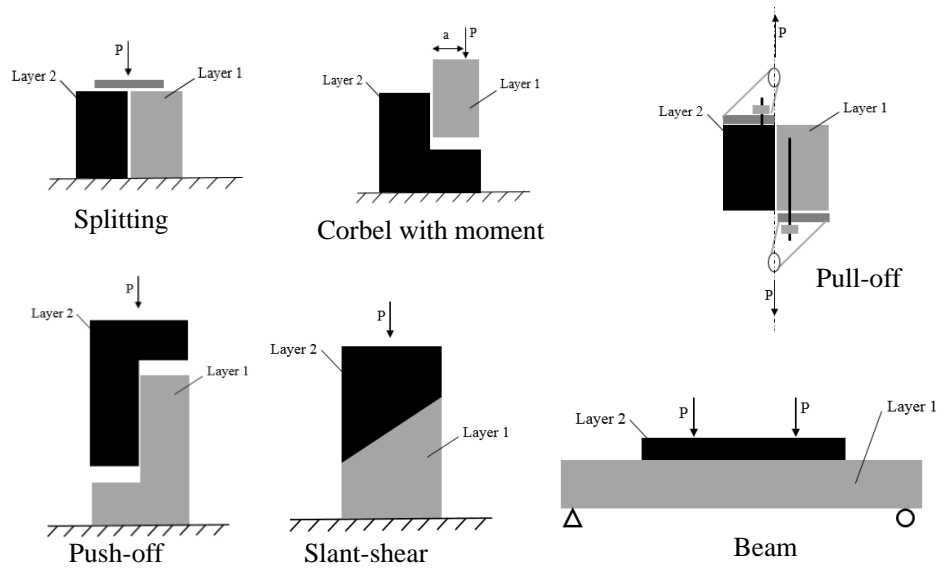 P
Layer 2
Layer 1
Splitting
a
P
Layer 2
Layer 1
Corbel with moment
P
Layer 2
Layer 1
P
Pull-off
P
Layer 2
Layer 1
Push-off
P
Layer 2
Layer 1
Slant-shear
P
P
Layer 2
Layer 1
Beam